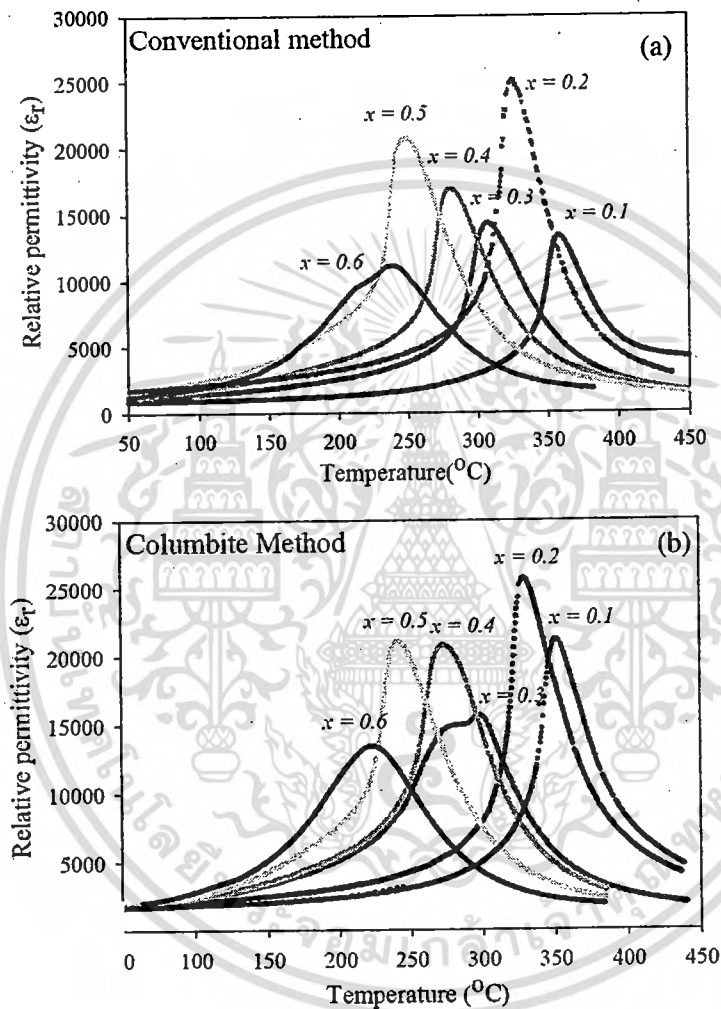 30000
Conventional method
(a)
x = 0.2
25000
x = 0.5
20000
x = 0.4
15000
x = 0.3
x = 0.1
x = 0.6
10000
5000
0
50 100 150 200 250 300 350 400 450
Relative permittivity (εr)
Temperature(°C)
30000
Columbite Method
(b)
x = 0.2
25000
x = 0.5
x = 0.4
x = 0.1
20000
x = 0.3
x = 0.6
15000
10000
5000
0 100 150 200 250 300 350 400 450
Relative permittivity (εr)
Temperature (°C)